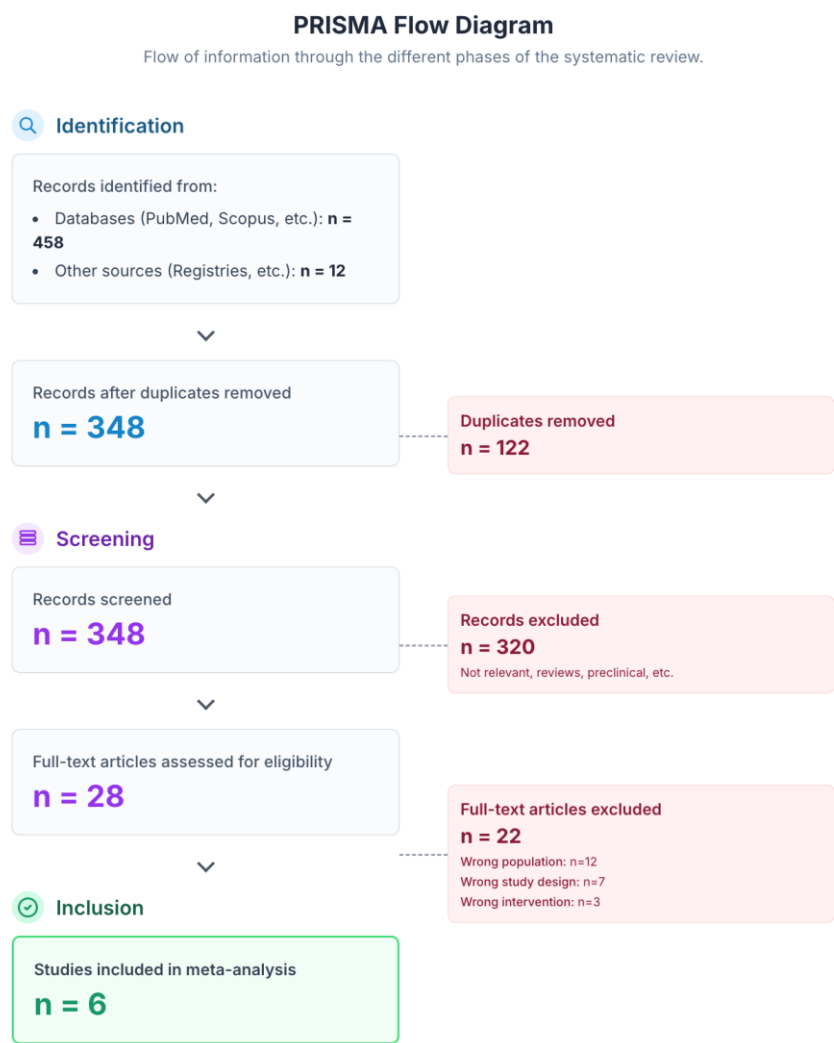 PRISMA Flow Diagram
Flow of information through the different phases of the systematic review.
Identification
Records identified from:
• Databases (PubMed, Scopus, etc.): n =
458
• Other sources (Registries, etc.): n = 12
Records after duplicates removed
n = 348
Duplicates removed
n = 122
Screening
Records screened
n = 348
Records excluded
n = 320
Not relevant, reviews, preclinical, etc.
Full-text articles assessed for eligibility
n = 28
Full-text articles excluded
n = 22
Wrong population: n=12
Wrong study design: n=7
Wrong intervention: n=3
Inclusion
Studies included in meta-analysis
n = 6